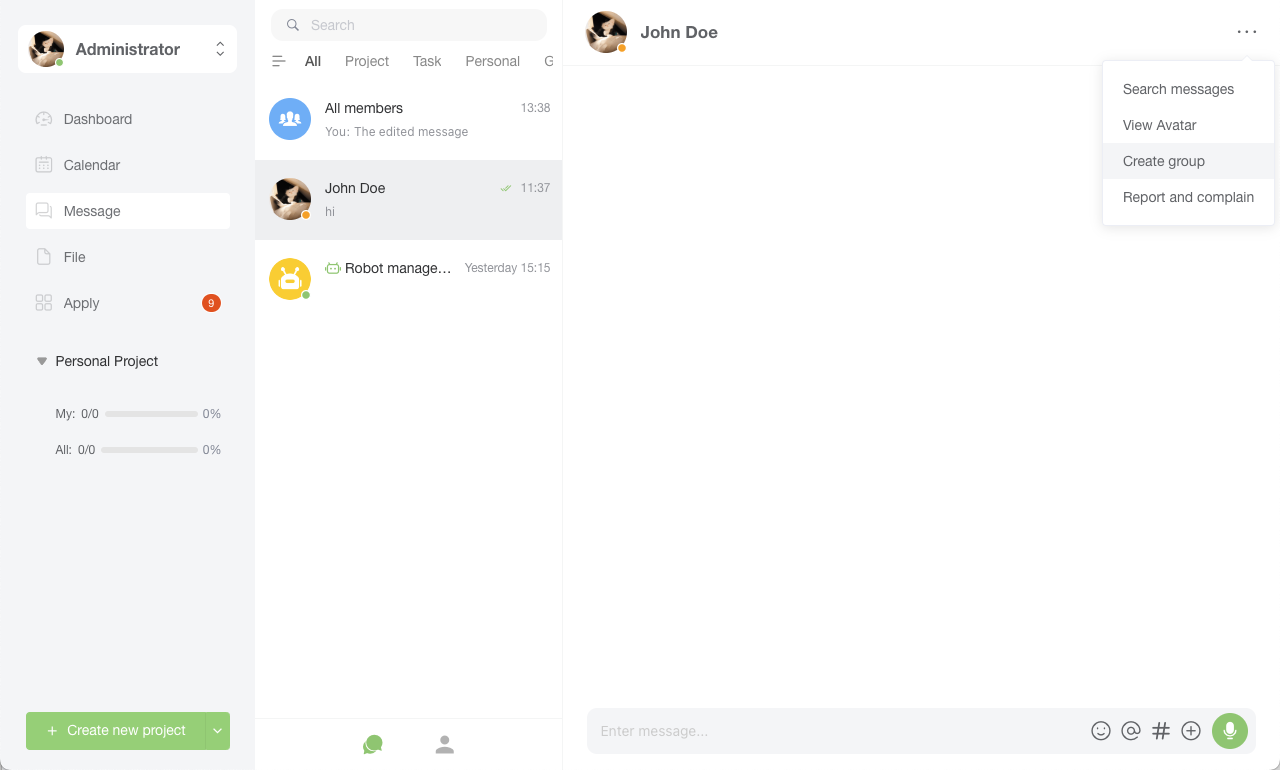 Administrator
Dashboard
Calendar
Message
File
Apply 9
Personal Project
My: 0/0 0%
All: 0/0 0%
+ Create new project
Search
All Project Task Personal G
All members 13:38
You: The edited message
John Doe 11:37
hi
Robot manage... Yesterday 15:15
John Doe
Search messages
View Avatar
Create group
Report and complain
Enter message...